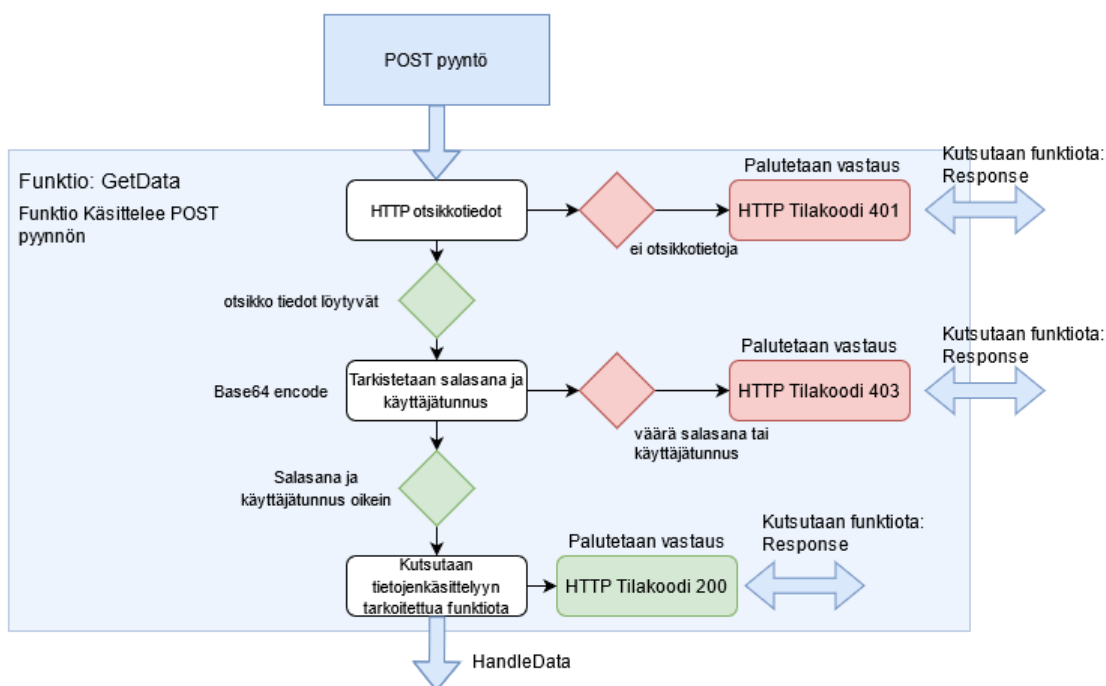 POST pyyntö
Funktio: GetData
Funktio Käsittelee POST
pyynnön
HTTP otsikkotiedot
ei otsikkotietoja
Palutetaan vastaus
HTTP Tilakoodi 401
Kutsutaan funktiota:
Response
otsikko tiedot löytyvät
Base64 encode
Tarkistetaan salasana ja
käyttäjätunnus
väärä salasana tai
käyttäjätunnus
Palutetaan vastaus
HTTP Tilakoodi 403
Kutsutaan funktiota:
Response
Salasana ja
käyttäjätunnus oikein
Kutsutaan
tietojenkäsittelyyn
tarkoitettua funktiota
Palutetaan vastaus
HTTP Tilakoodi 200
Kutsutaan funktiota:
Response
HandleData